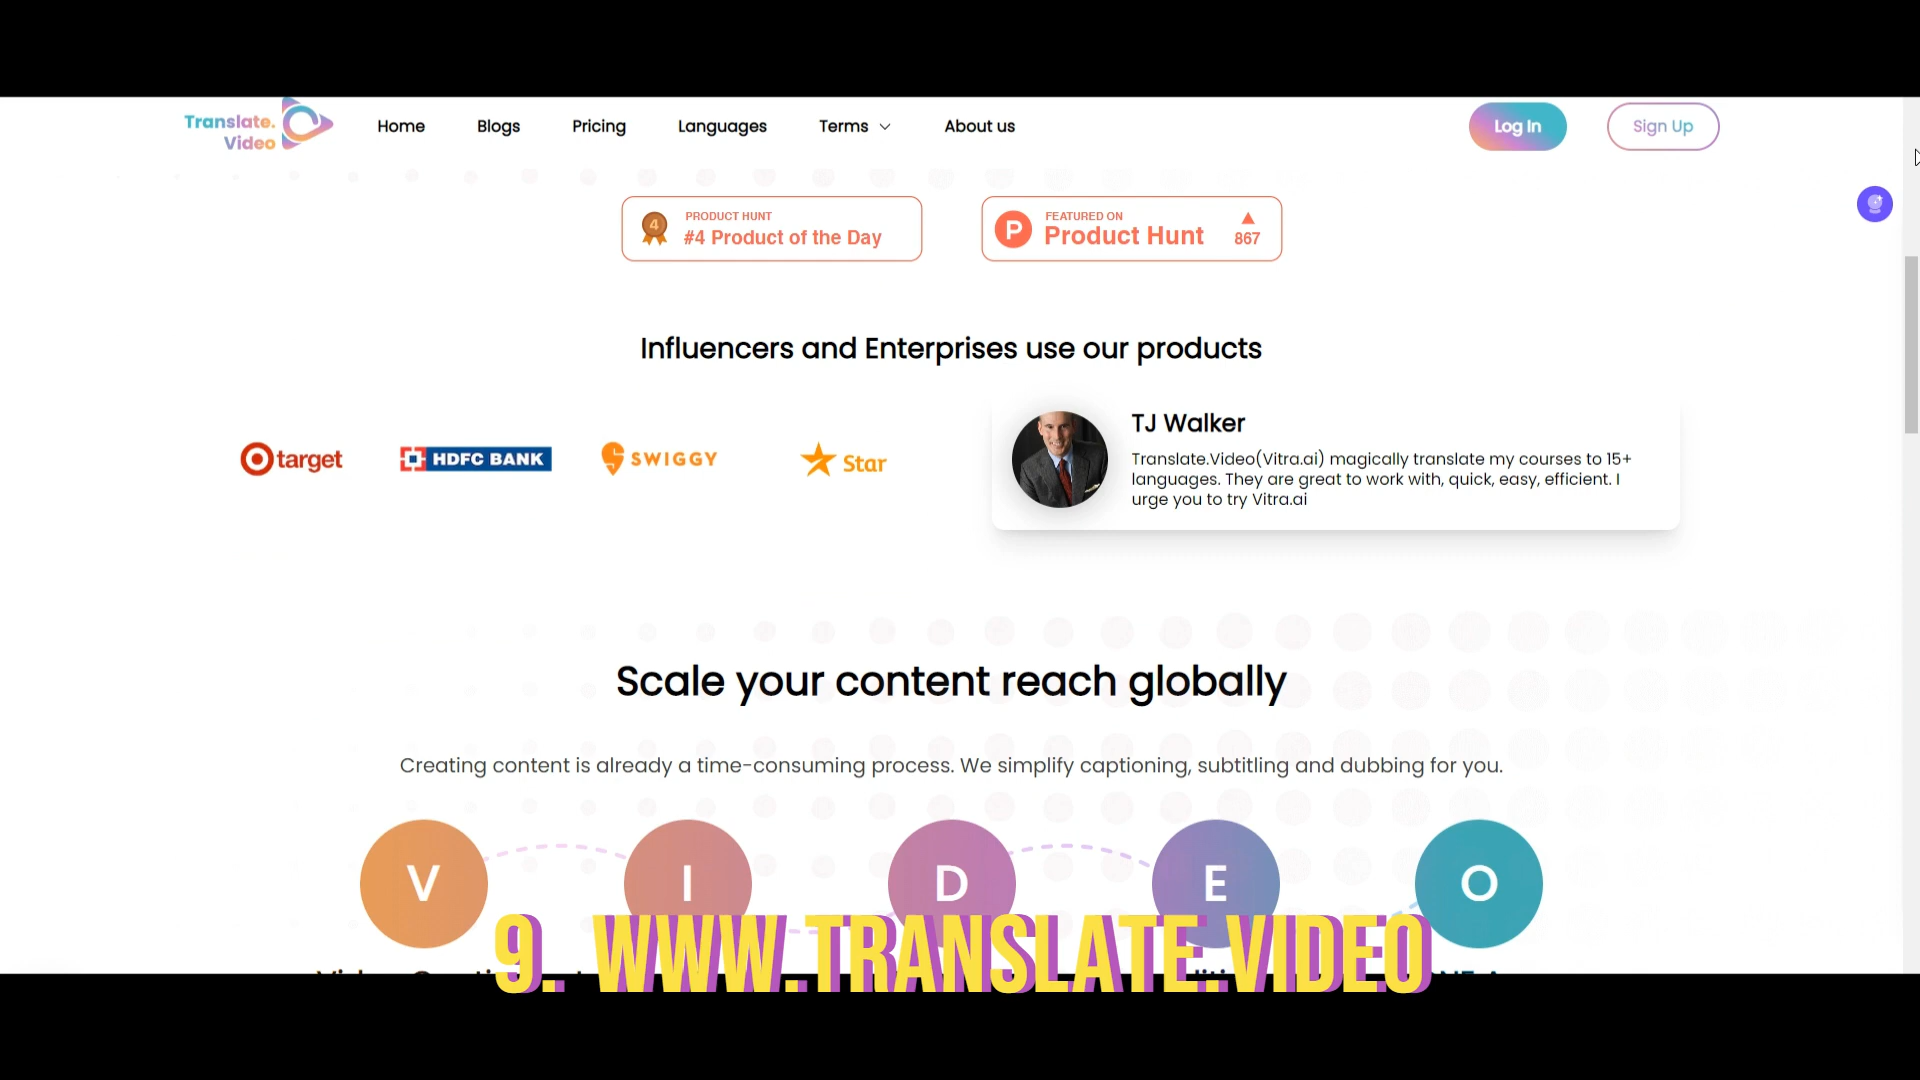 Translate.
Video
Home
Blogs
Pricing
Languages
Terms
About us
Log In
Sign Up
4
PRODUCT HUNT
#4 Product of the Day
P
FEATURED ON
Product Hunt
867
Influencers and Enterprises use our products
target
HDFC BANK
SWIGGY
Star
TJ Walker
Translate.Video(Vitra.ai) magically translate my courses to 15+
languages. They are great to work with, quick, easy, efficient. I
urge you to try Vitra.ai
Scale your content reach globally
Creating content is already a time-consuming process. We simplify captioning, subtitling and dubbing for you.
V
I
D
E
O
9. WWW.TRANSLATE.VIDEO